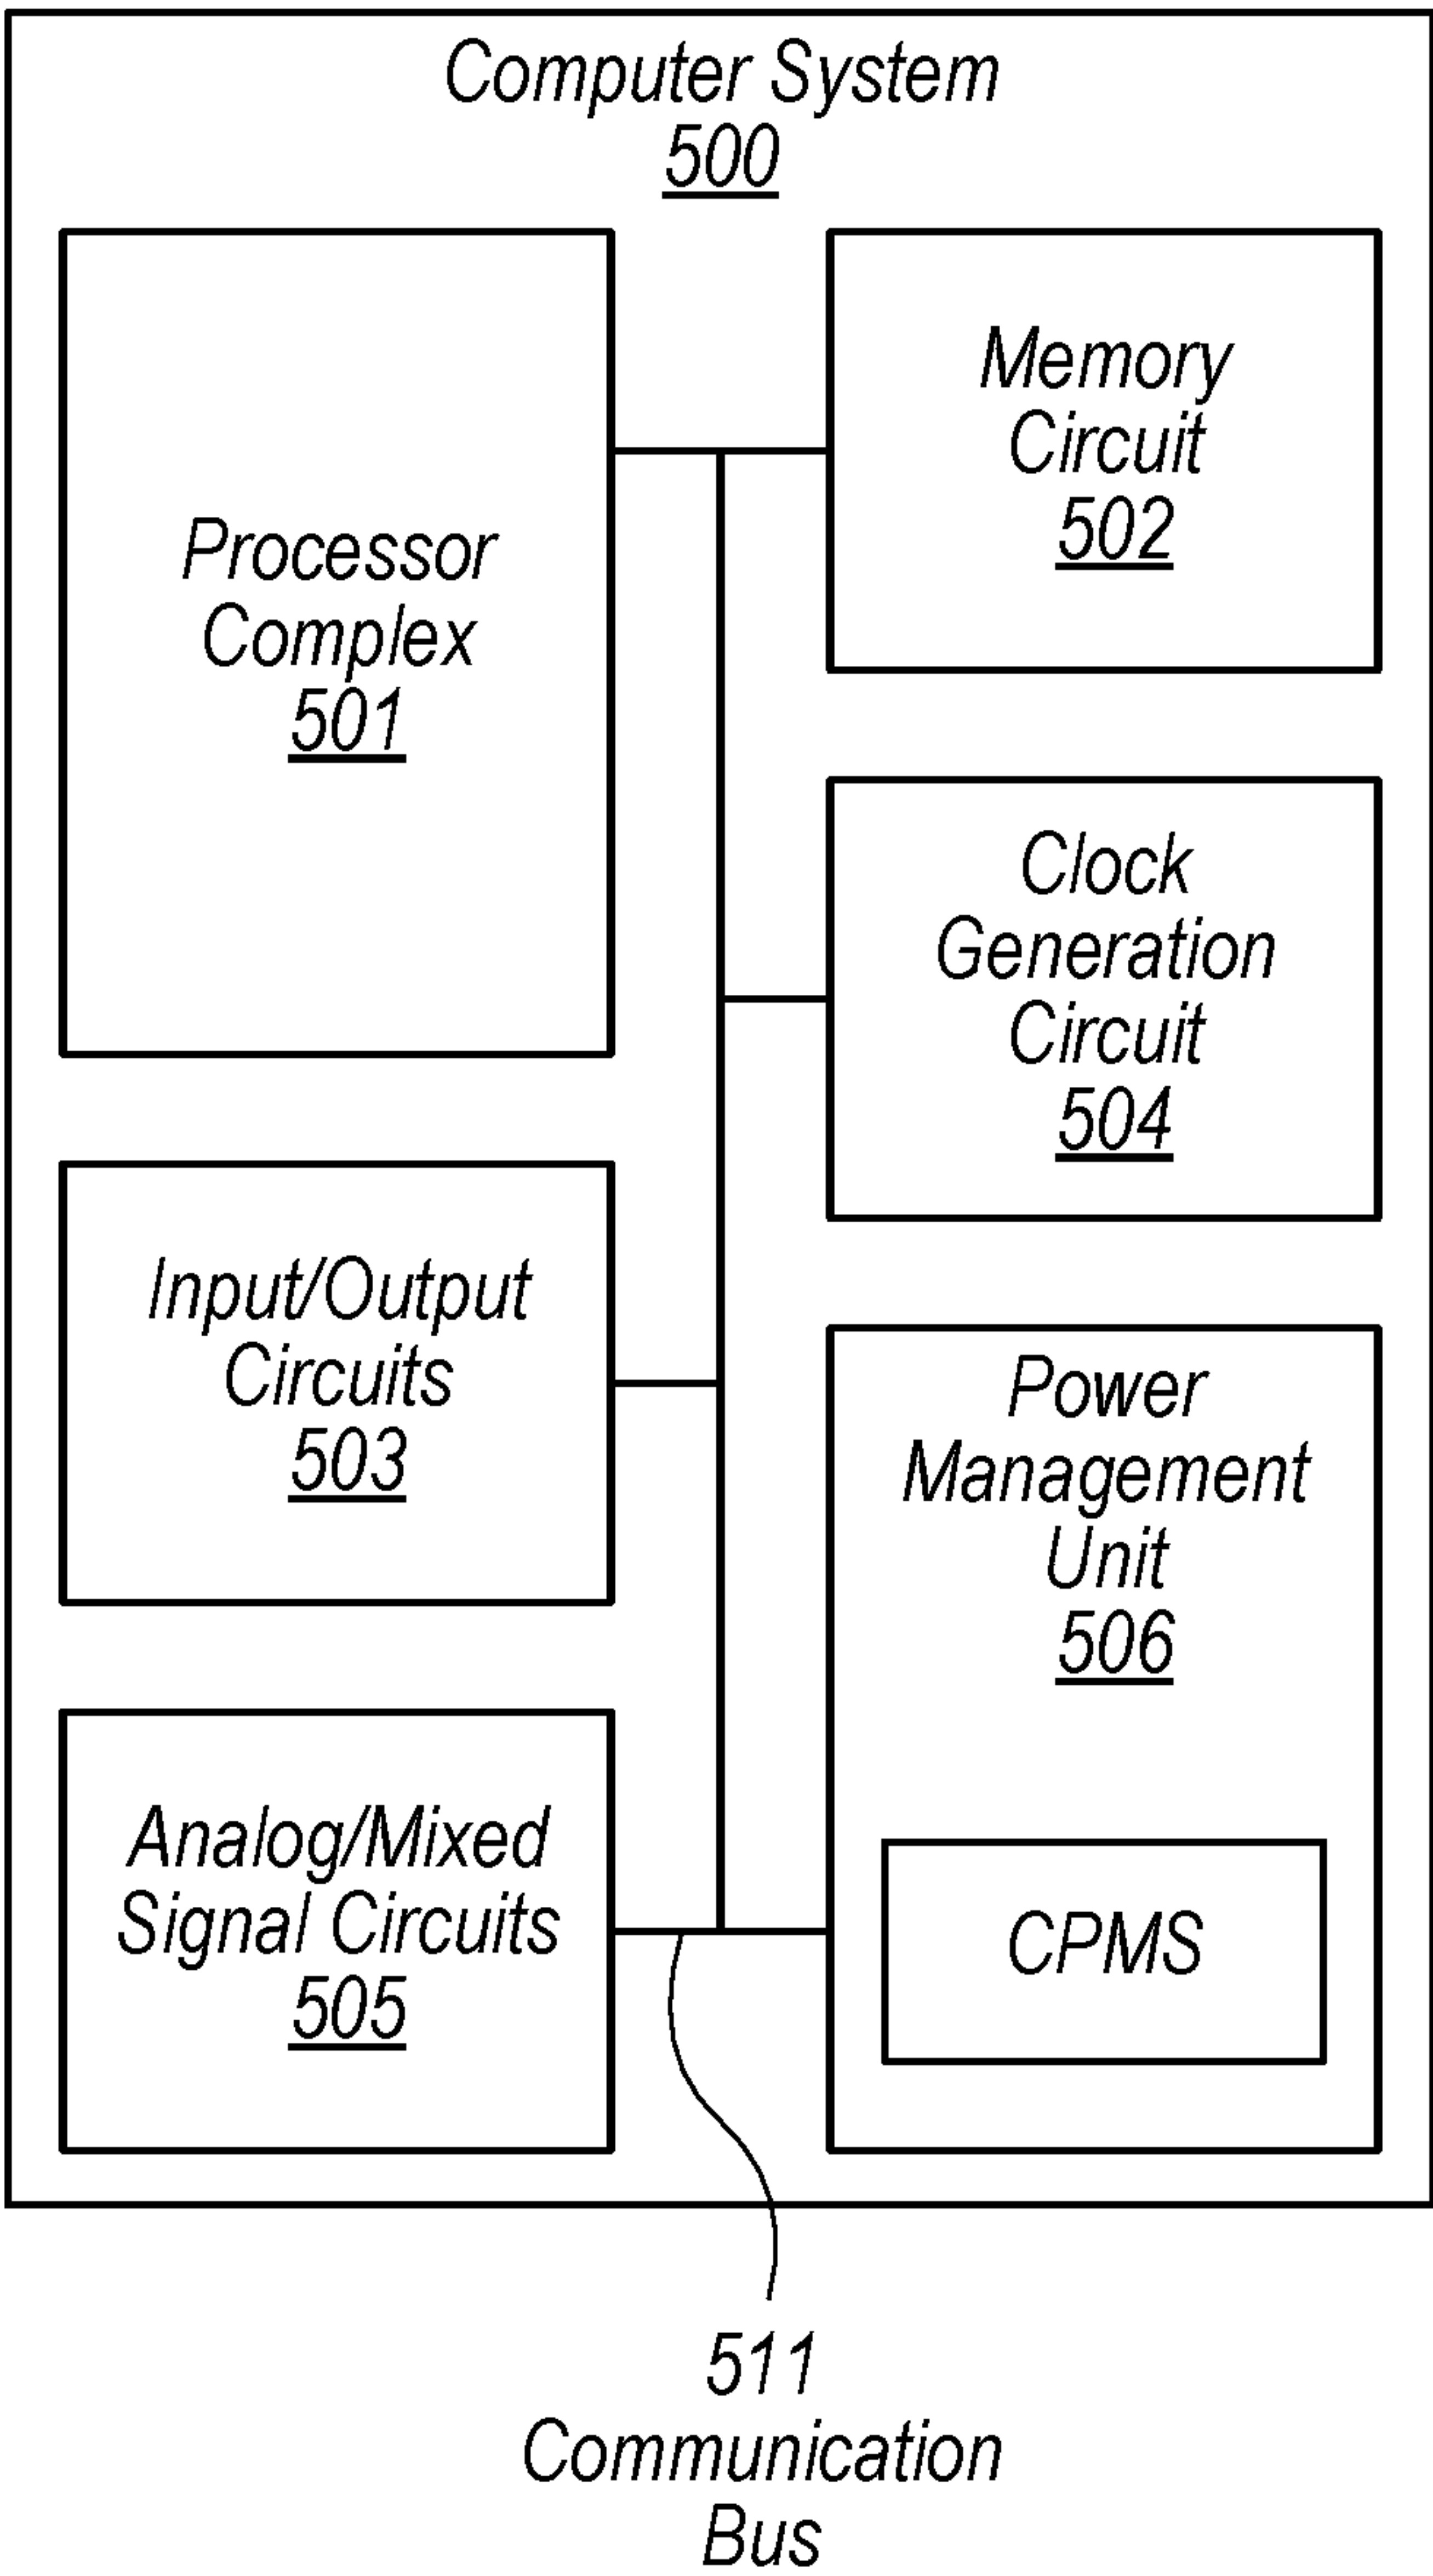 Computer System
500
Processor
Complex
501
Memory
Circuit
502
Clock
Generation
Circuit
504
Input/Output
Circuits
503
Power
Management
Unit
506
Analog/Mixed
Signal Circuits
505
CPMS
511
Communication
Bus